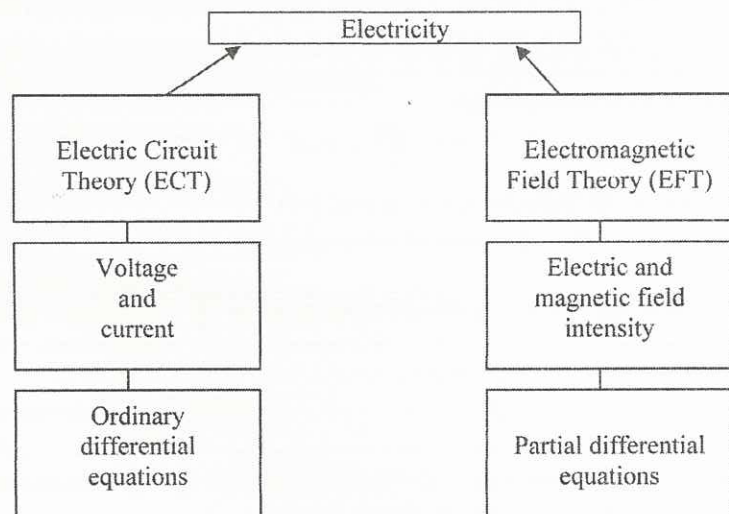 Electricity
Electric Circuit
Theory (ECT)
Voltage
and
current
Ordinary
differential
equations
Electromagnetic
Field Theory (EFT)
Electric and
magnetic field
intensity
Partial differential
equations